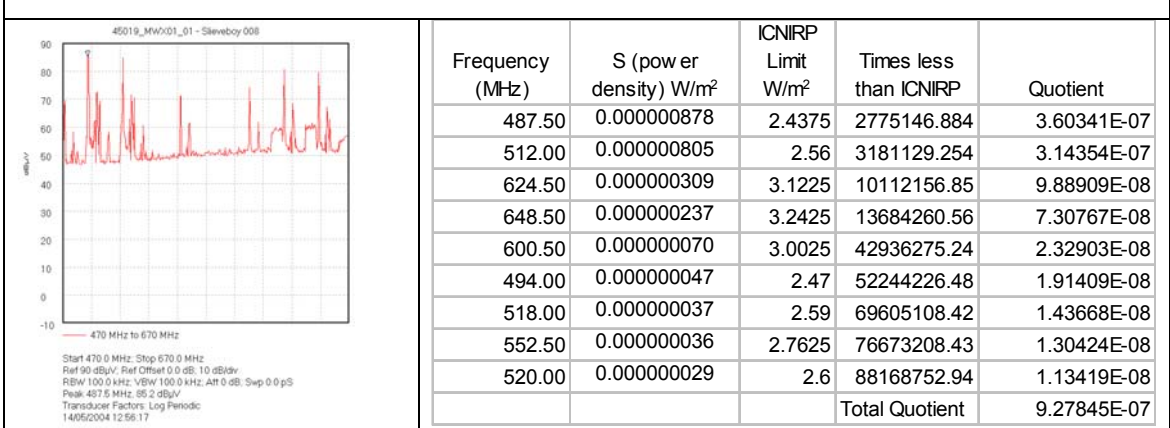 45019_MWX01_01 - Slieveboy 008
90
80
70
60
50
40
30
20
10
0
-10
dBµV
470 MHz to 670 MHz
Start 470.0 MHz; Stop 670.0 MHz
Ref 90 dBµV; Ref Offset 0.0 dB; 10 dB/div
RBW 100.0 kHz; VBW 100.0 kHz; Att 0 dB; Swp 0.0 pS
Peak 487.5 MHz, 85.2 dBµV
Transducer Factors: Log Periodic
14/05/2004 12:56:17
Frequency (MHz) S (power density) W/m² ICNIRP Limit W/m² Times less than ICNIRP Quotient
487.50 0.000000878 2.4375 2775146.884 3.60341E-07
512.00 0.000000805 2.56 3181129.254 3.14354E-07
624.50 0.000000309 3.1225 10112156.85 9.88909E-08
648.50 0.000000237 3.2425 13684260.56 7.30767E-08
600.50 0.000000070 3.0025 42936275.24 2.32903E-08
494.00 0.000000047 2.47 52244226.48 1.91409E-08
518.00 0.000000037 2.59 69605108.42 1.43668E-08
552.50 0.000000036 2.7625 76673208.43 1.30424E-08
520.00 0.000000029 2.6 88168752.94 1.13419E-08
Total Quotient 9.27845E-07